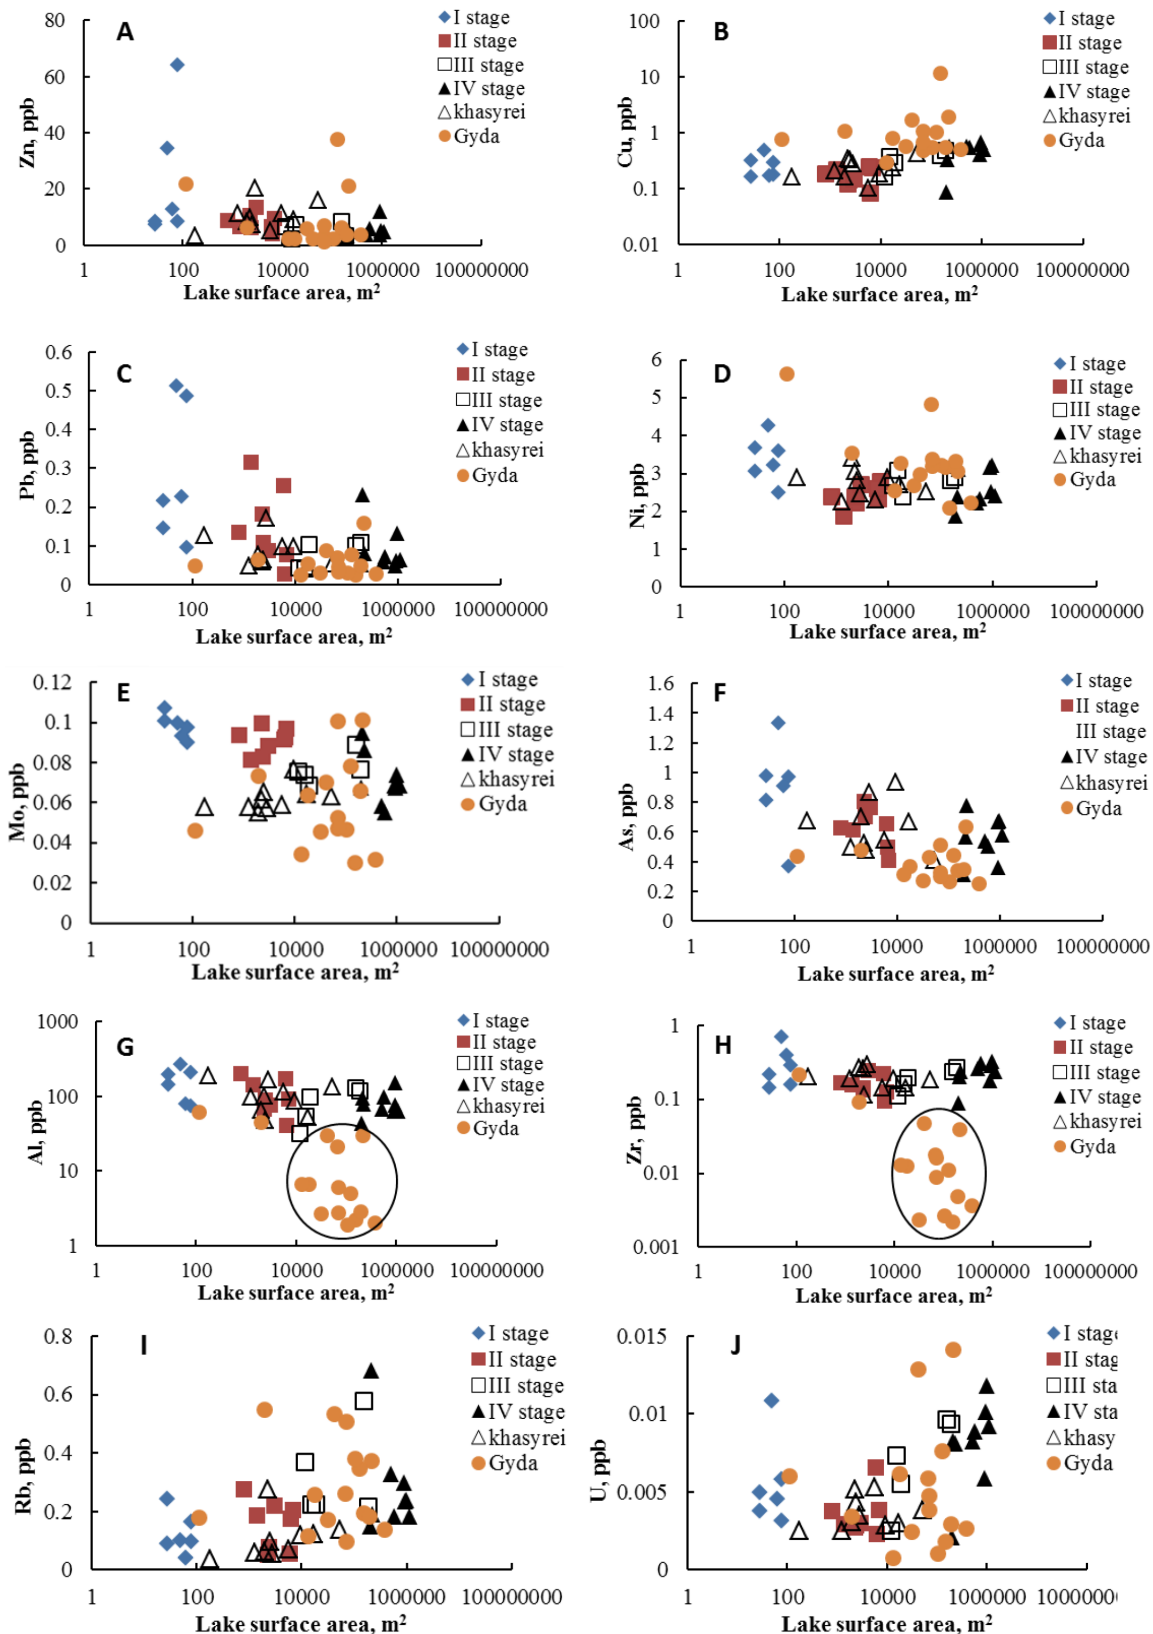 A
Zn, ppb
80
60
40
20
0
1
100
10000
1000000
100000000
Lake surface area, m²
I stage
II stage
III stage
IV stage
khasyrei
Gyda
B
Cu, ppb
100
10
1
0.1
0.01
1
100
10000
1000000
100000000
Lake surface area, m²
I stage
II stage
III stage
IV stage
khasyrei
Gyda
C
Pb, ppb
0.6
0.5
0.4
0.3
0.2
0.1
0
1
100
10000
1000000
100000000
Lake surface area, m²
I stage
II stage
III stage
IV stage
khasyrei
Gyda
D
Ni, ppb
6
5
4
3
2
1
0
1
100
10000
1000000
100000000
Lake surface area, m²
I stage
II stage
III stage
IV stage
khasyrei
Gyda
E
Mo, ppb
0.12
0.1
0.08
0.06
0.04
0.02
0
1
100
10000
1000000
100000000
Lake surface area, m²
I stage
II stage
III stage
IV stage
khasyrei
Gyda
F
As, ppb
1.6
1.4
1.2
1
0.8
0.6
0.4
0.2
0
1
100
10000
1000000
100000000
Lake surface area, m²
I stage
II stage
III stage
IV stage
khasyrei
Gyda
G
Al, ppb
1000
100
10
1
1
100
10000
1000000
100000000
Lake surface area, m²
I stage
II stage
III stage
IV stage
khasyrei
Gyda
H
Zr, ppb
1
0.1
0.01
0.001
1
100
10000
1000000
100000000
Lake surface area, m²
I stage
II stage
III stage
IV stage
khasyrei
Gyda
I
Rb, ppb
0.8
0.6
0.4
0.2
0
1
100
10000
1000000
100000000
Lake surface area, m²
I stage
II stage
III stage
IV stage
khasyrei
Gyda
J
U, ppb
0.015
0.01
0.005
0
1
100
10000
1000000
100000000
Lake surface area, m²
I stage
II stag
III sta
IV sta
khasy
Gyda